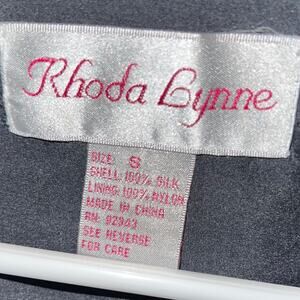 Rhoda Lynne
SIZE: S
SHELL 100% SILK
LINING: 100% NYLON
MADE IN CHINA
RN: 92943
SEE REVERSE
FOR CARE